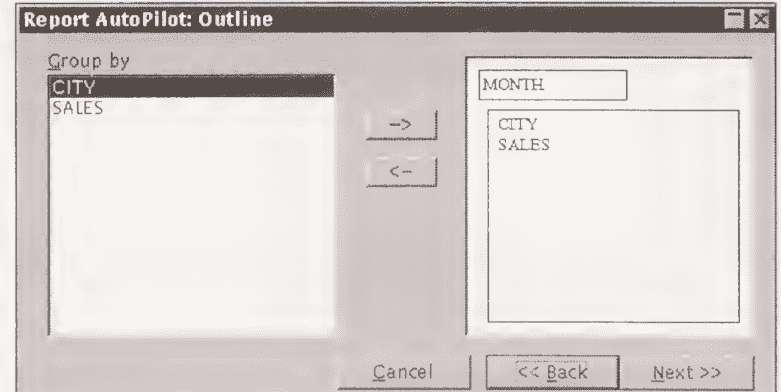 Report AutoPilot: Outline
Group by
CITY
SALES
->
<-
MONTH
CITY
SALES
Cancel
<< Back
Next >>